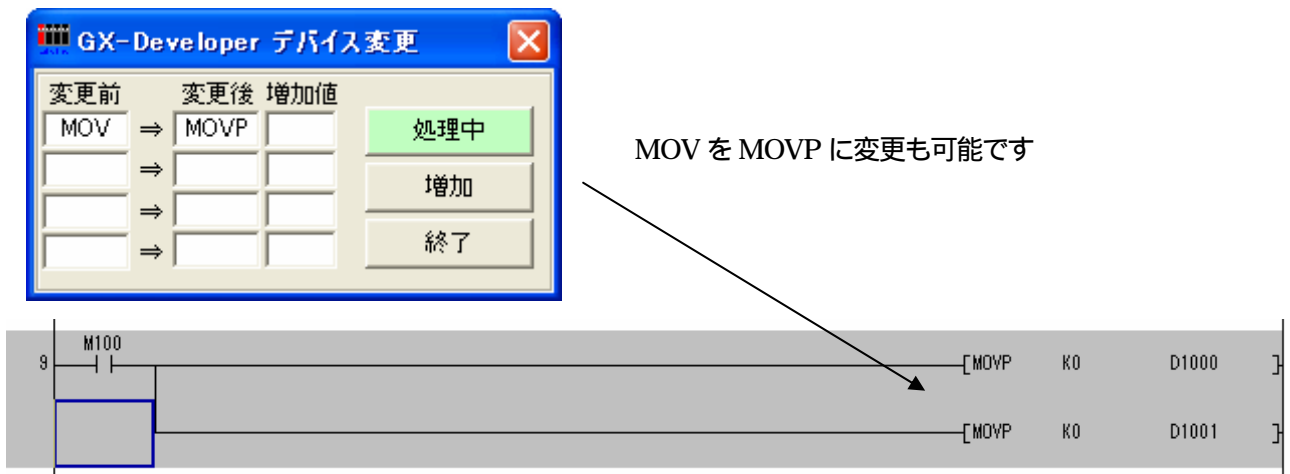 GX-Developer デバイス変更
変更前 変更後 増加値
MOV ⇒ MOVP 処理中
⇒ 増加
⇒
⇒ 終了
MOV を MOVP に変更も可能です
M100
9 MOVP K0 D1000
MOVP K0 D1001